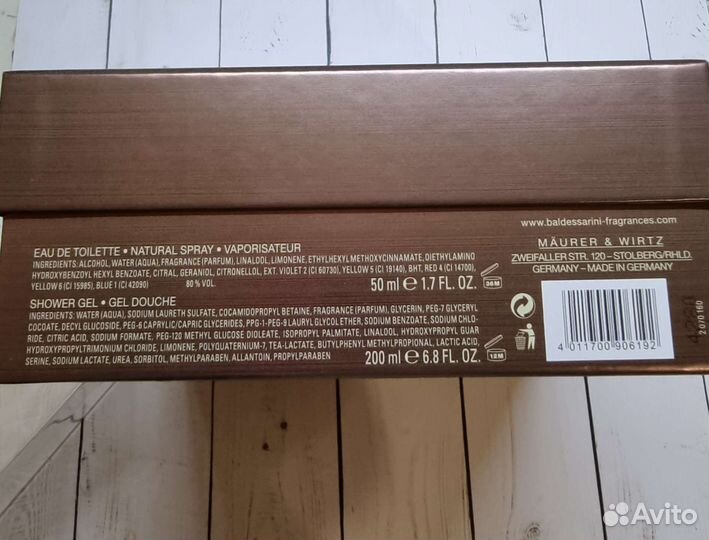 www.baldessarini-fragrances.com
MÄURER & WIRTZ
ZWEIFALLER STR. 120 – STOLBERG/RHLD.
GERMANY – MADE IN GERMANY
EAU DE TOILETTE • NATURAL SPRAY • VAPORISATEUR
INGREDIENTS: ALCOHOL, WATER (AQUA), FRAGRANCE (PARFUM), LINALOOL, LIMONENE, ETHYLHEXYL METHOXYCINNAMATE, DIETHYLAMINO
HYDROXYBENZOYL HEXYL BENZOATE, CITRAL, GERANIOL, CITRONELLOL, EXT. VIOLET 2 (CI 60730), YELLOW 5 (CI 19140), BHT, RED 4 (CI 14700),
YELLOW 6 (CI 15985), BLUE 1 (CI 42090) 80 % VOL. 50 ml e 1.7 FL. OZ. 36M
SHOWER GEL • GEL DOUCHE
INGREDIENTS: WATER (AQUA), SODIUM LAURETH SULFATE, COCAMIDOPROPYL BETAINE, FRAGRANCE (PARFUM), GLYCERIN, PEG-7 GLYCERYL
COCOATE, DECYL GLUCOSIDE, PEG-6 CAPRYLIC/CAPRIC GLYCERIDES, PPG-1-PEG-9 LAURYL GLYCOL ETHER, SODIUM BENZOATE, SODIUM CHLO
RIDE, CITRIC ACID, SODIUM FORMATE, PEG-120 METHYL GLUCOSE DIOLEATE, ISOPROPYL PALMITATE, LINALOOL, HYDROXYPROPYL GUAR
HYDROXYPROPYLTRIMONIUM CHLORIDE, LIMONENE, POLYQUATERNIUM-7, TEA-LACTATE, BUTYLPHENYL METHYLPROPIONAL, LACTIC ACID,
SERINE, SODIUM LACTATE, UREA, SORBITOL, METHYLPARABEN, ALLANTOIN, PROPYLPARABEN 200 ml e 6.8 FL. OZ. 12M
4 011700 906192
2 070 160
Avito